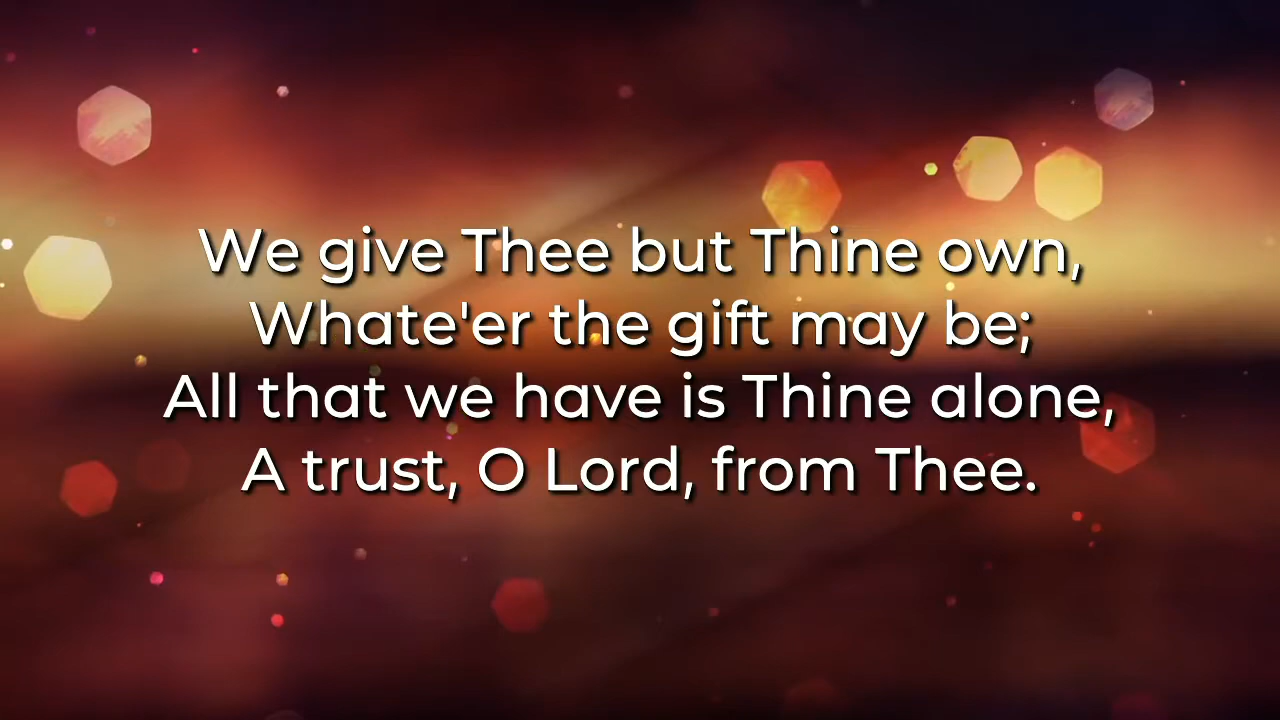 We give Thee but Thine own,
Whate'er the gift may be;
All that we have is Thine alone,
A trust, O Lord, from Thee.